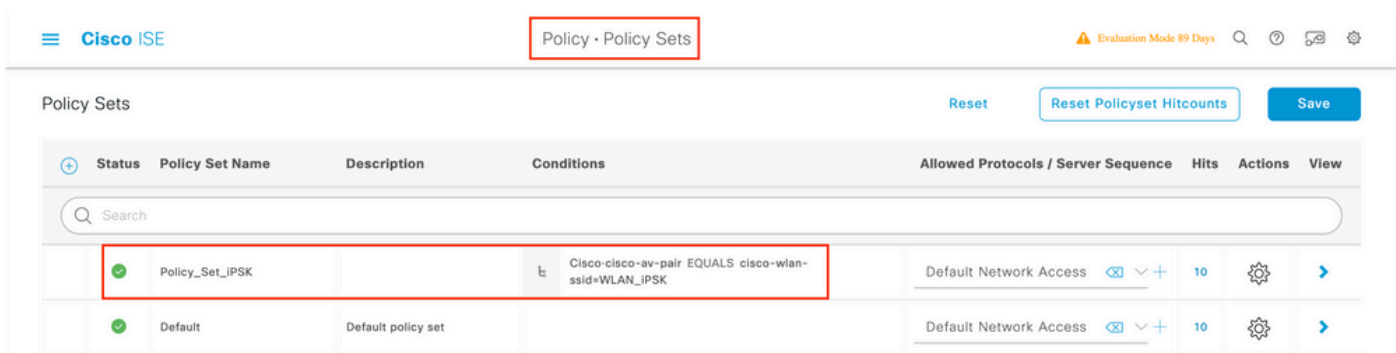 Cisco ISE
Policy · Policy Sets
Evaluation Mode 89 Days
Policy Sets
Reset
Reset Policyset Hitcounts
Save
Status Policy Set Name Description Conditions Allowed Protocols / Server Sequence Hits Actions View
Search
Policy_Set_iPSK
Cisco-cisco-av-pair EQUALS cisco-wlan-
ssid=WLAN_iPSK
Default Network Access
10
Default Default policy set Default Network Access 10